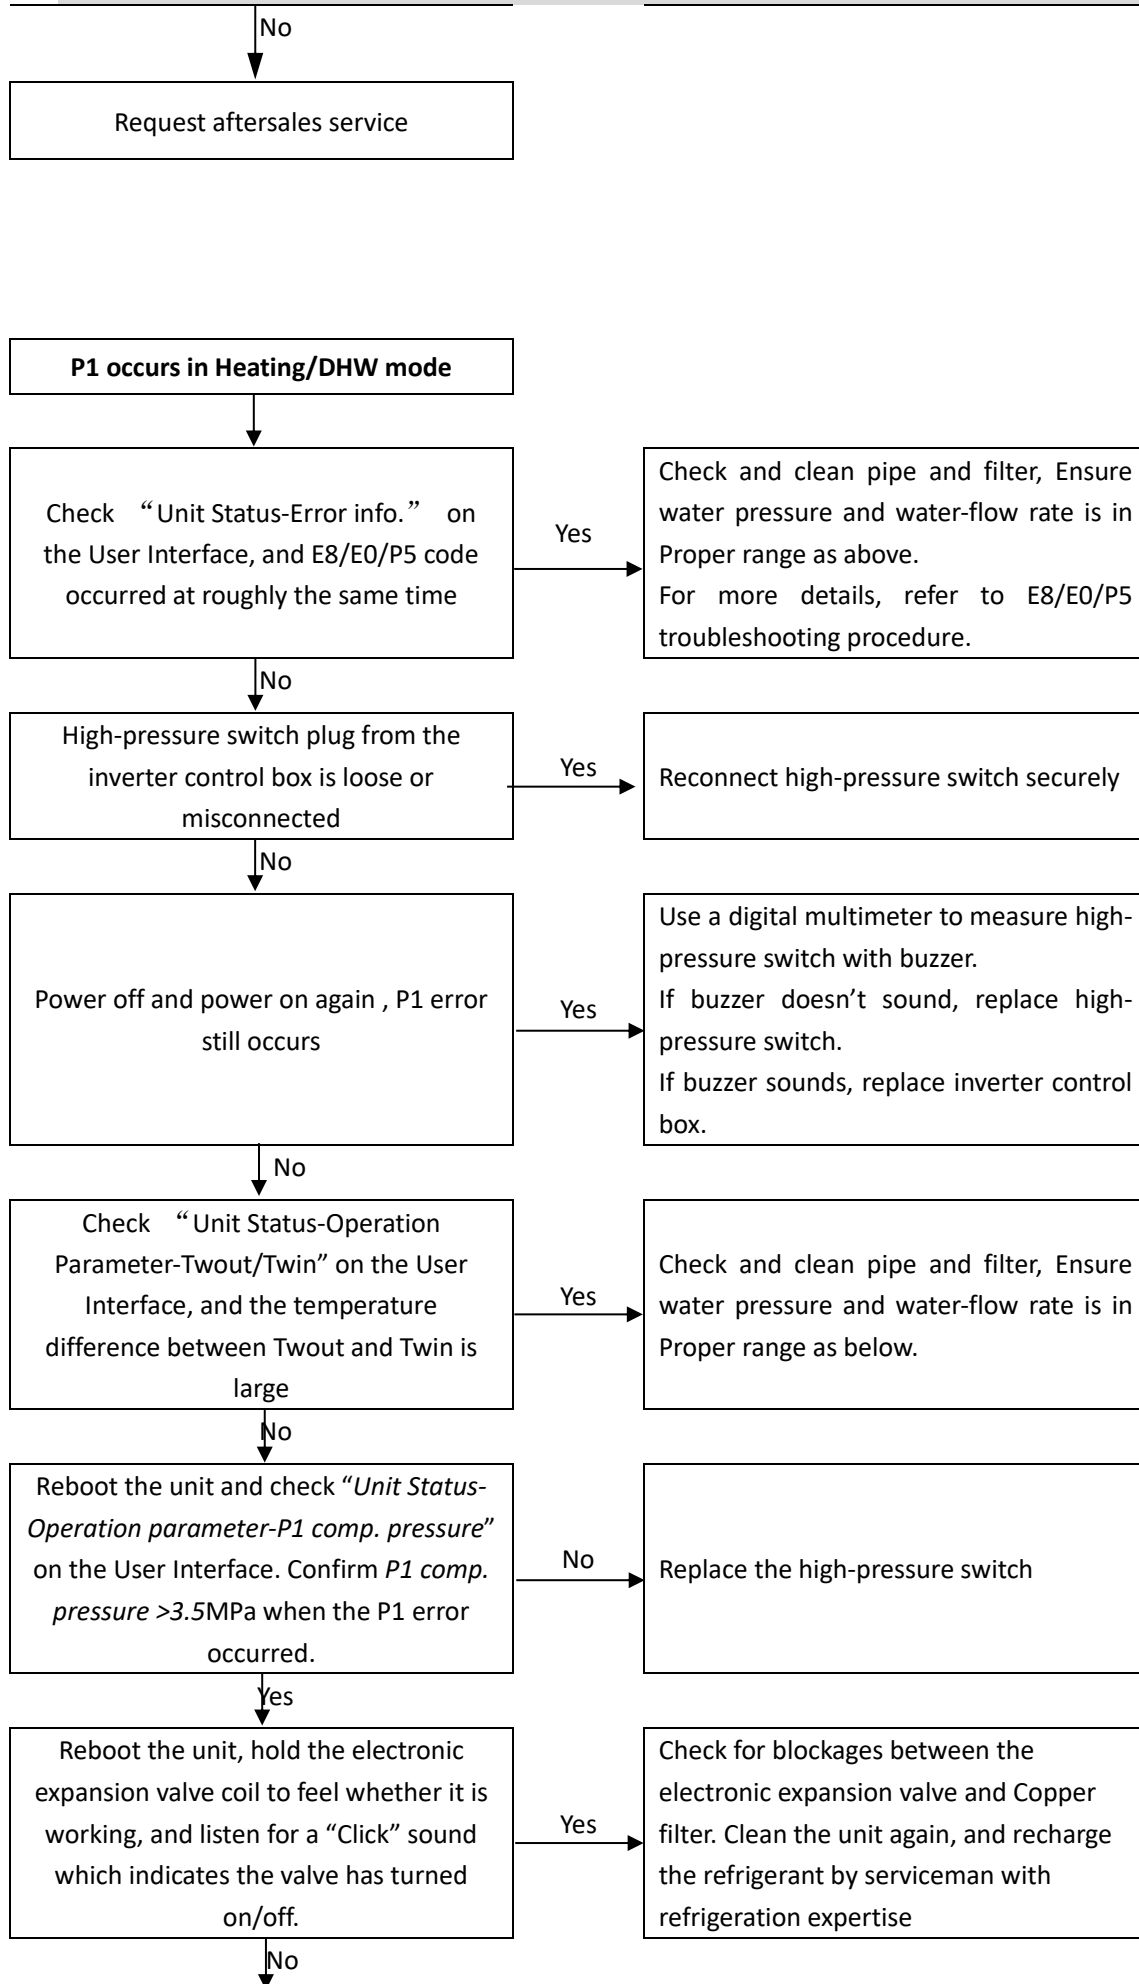 No
Request aftersales service
P1 occurs in Heating/DHW mode
Check “Unit Status-Error info.” on
the User Interface, and E8/E0/P5 code
occurred at roughly the same time
Yes
Check and clean pipe and filter, Ensure
water pressure and water-flow rate is in
Proper range as above.
For more details, refer to E8/E0/P5
troubleshooting procedure.
No
High-pressure switch plug from the
inverter control box is loose or
misconnected
Yes
Reconnect high-pressure switch securely
No
Power off and power on again , P1 error
still occurs
Yes
Use a digital multimeter to measure high-
pressure switch with buzzer.
If buzzer doesn’t sound, replace high-
pressure switch.
If buzzer sounds, replace inverter control
box.
No
Check “Unit Status-Operation
Parameter-Twout/Twin” on the User
Interface, and the temperature
difference between Twout and Twin is
large
Yes
Check and clean pipe and filter, Ensure
water pressure and water-flow rate is in
Proper range as below.
No
Reboot the unit and check “Unit Status-
Operation parameter-P1 comp. pressure”
on the User Interface. Confirm P1 comp.
pressure >3.5MPa when the P1 error
occurred.
No
Replace the high-pressure switch
Yes
Reboot the unit, hold the electronic
expansion valve coil to feel whether it is
working, and listen for a “Click” sound
which indicates the valve has turned
on/off.
Yes
Check for blockages between the
electronic expansion valve and Copper
filter. Clean the unit again, and recharge
the refrigerant by serviceman with
refrigeration expertise
No